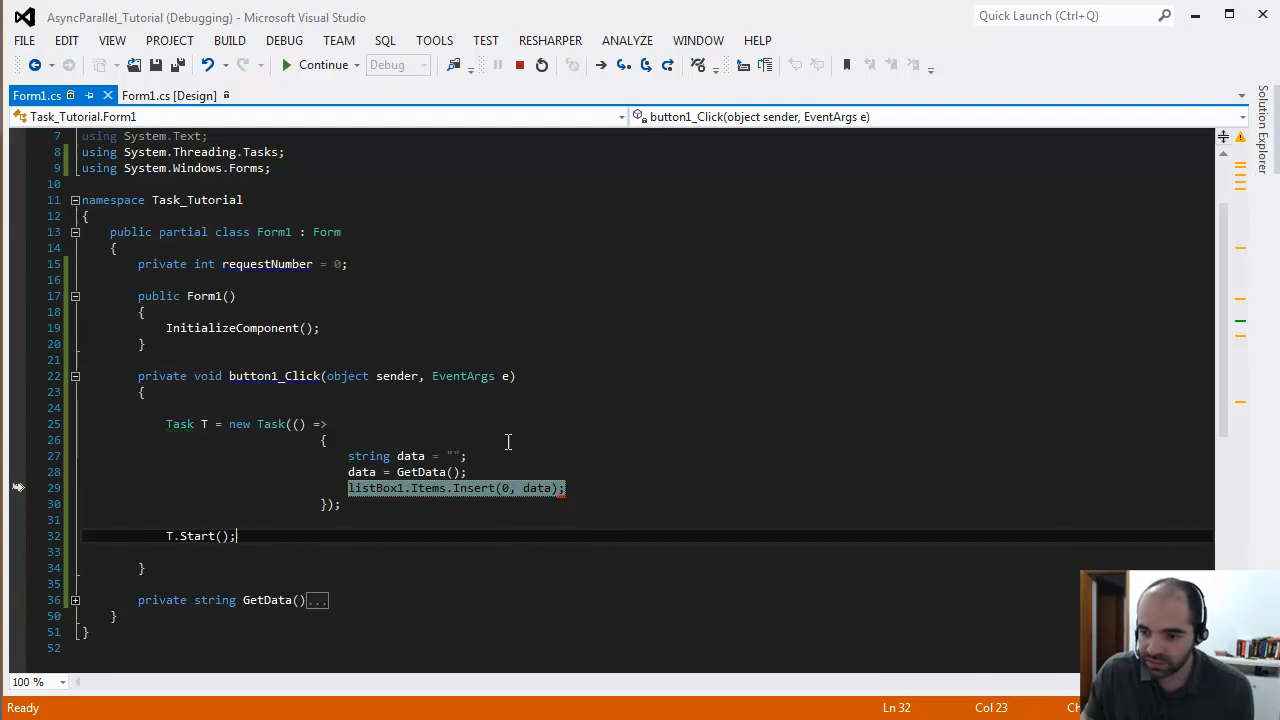 AsyncParallel_Tutorial (Debugging) - Microsoft Visual Studio
Quick Launch (Ctrl+Q)
FILE EDIT VIEW PROJECT BUILD DEBUG TEAM SQL TOOLS TEST RESHARPER ANALYZE WINDOW HELP
Continue Debug
Form1.cs Form1.cs [Design]
Task_Tutorial.Form1 button1_Click(object sender, EventArgs e)
Solution Explorer
7 using System.Text;
8 using System.Threading.Tasks;
9 using System.Windows.Forms;
10
11 namespace Task_Tutorial
12 {
13 public partial class Form1 : Form
14 {
15 private int requestNumber = 0;
16
17 public Form1()
18 {
19 InitializeComponent();
20 }
21
22 private void button1_Click(object sender, EventArgs e)
23 {
24
25 Task T = new Task(() =>
26 {
27 string data = "";
28 data = GetData();
29 listBox1.Items.Insert(0, data);
30 });
31
32 T.Start();
33
34 }
35
36 private string GetData()...
50 }
51 }
52
100 %
Ready Ln 32 Col 23